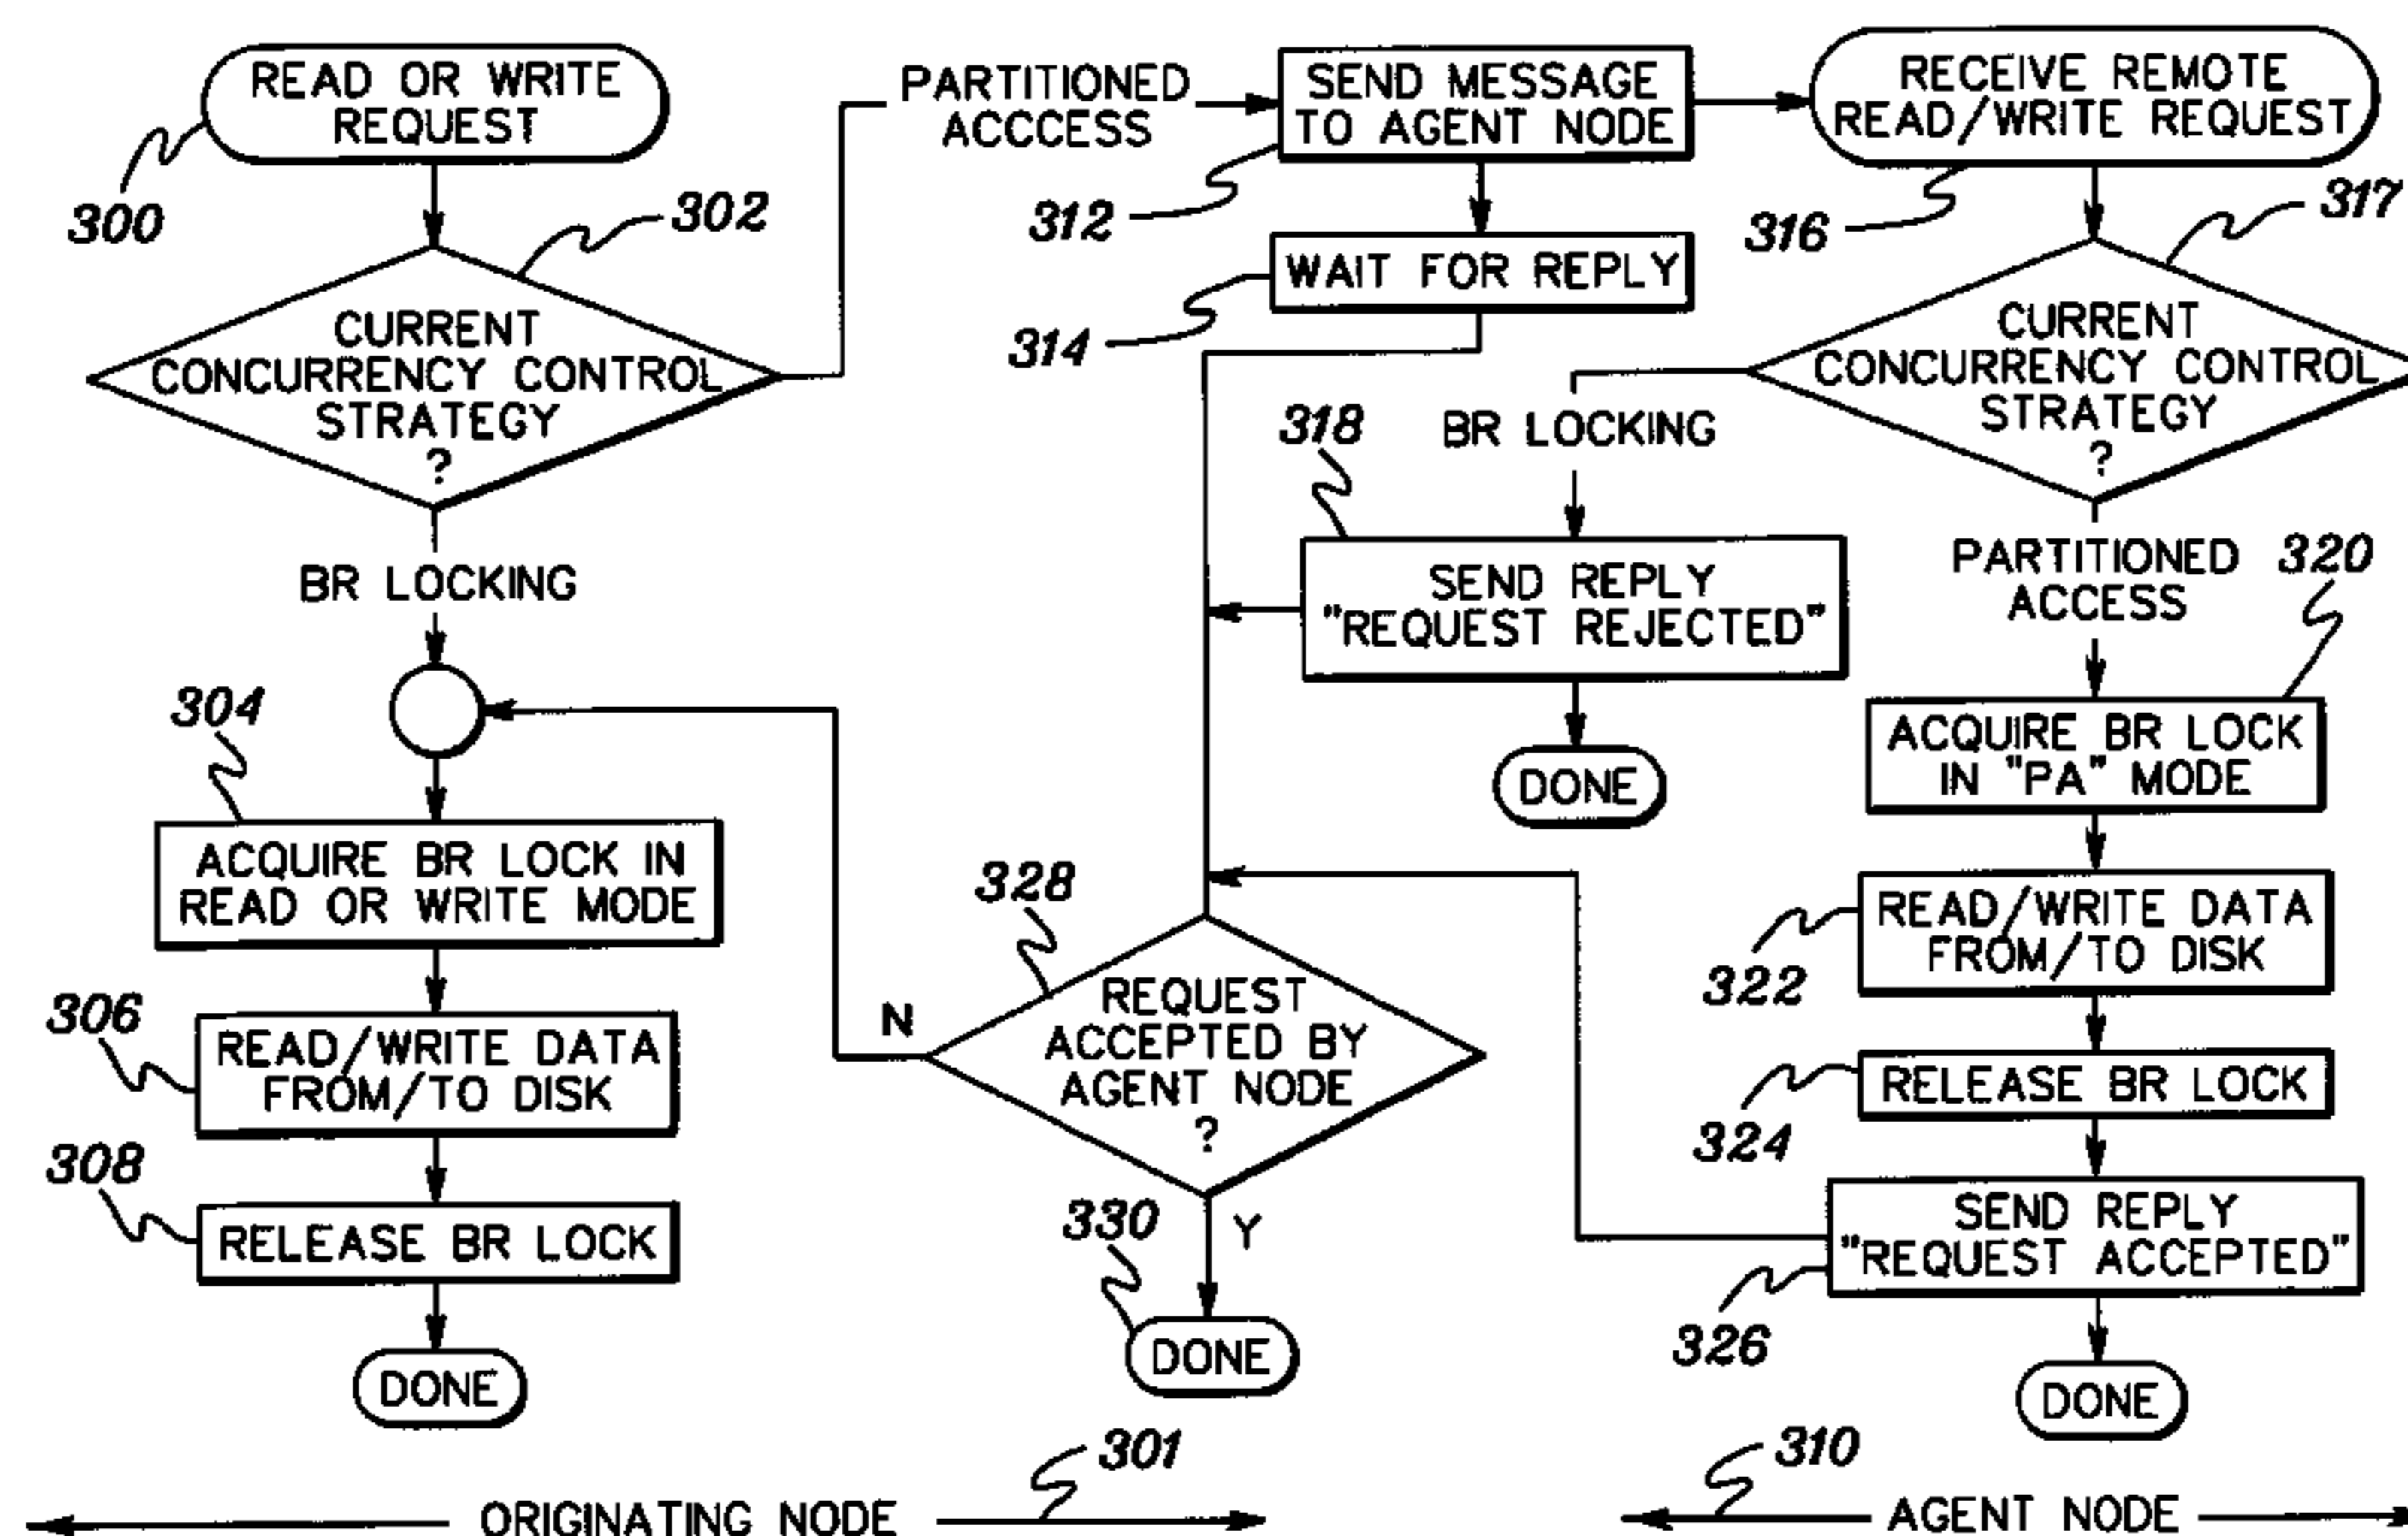 READ OR WRITE
REQUEST
300
302
CURRENT
CONCURRENCY CONTROL
STRATEGY
?
BR LOCKING
304
ACQUIRE BR LOCK IN
READ OR WRITE MODE
306
READ/WRITE DATA
FROM/TO DISK
308
RELEASE BR LOCK
DONE
PARTITIONED
ACCCESS
SEND MESSAGE
TO AGENT NODE
312
WAIT FOR REPLY
314
318
BR LOCKING
SEND REPLY
"REQUEST REJECTED"
DONE
328
N
REQUEST
ACCEPTED BY
AGENT NODE
?
330
Y
DONE
RECEIVE REMOTE
READ/WRITE REQUEST
316
317
CURRENT
CONCURRENCY CONTROL
STRATEGY
?
PARTITIONED
ACCESS
320
ACQUIRE BR LOCK
IN "PA" MODE
READ/WRITE DATA
FROM/TO DISK
322
RELEASE BR LOCK
324
SEND REPLY
"REQUEST ACCEPTED"
326
DONE
301
ORIGINATING NODE
310
AGENT NODE